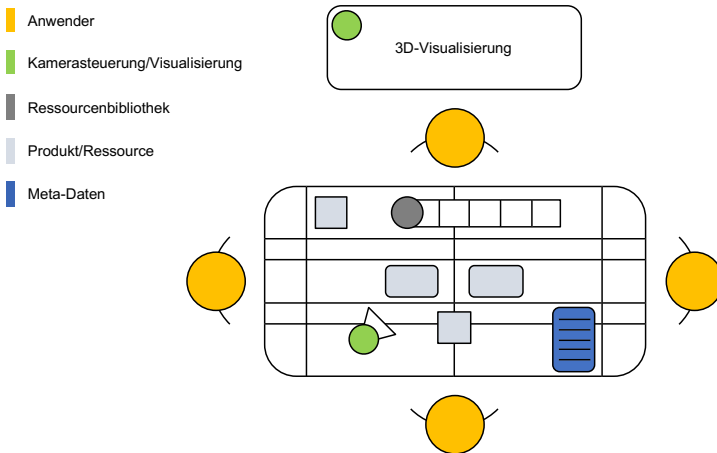 Anwender
Kamerasteuerung/Visualisierung
Ressourcenbibliothek
Produkt/Ressource
Meta-Daten
3D-Visualisierung